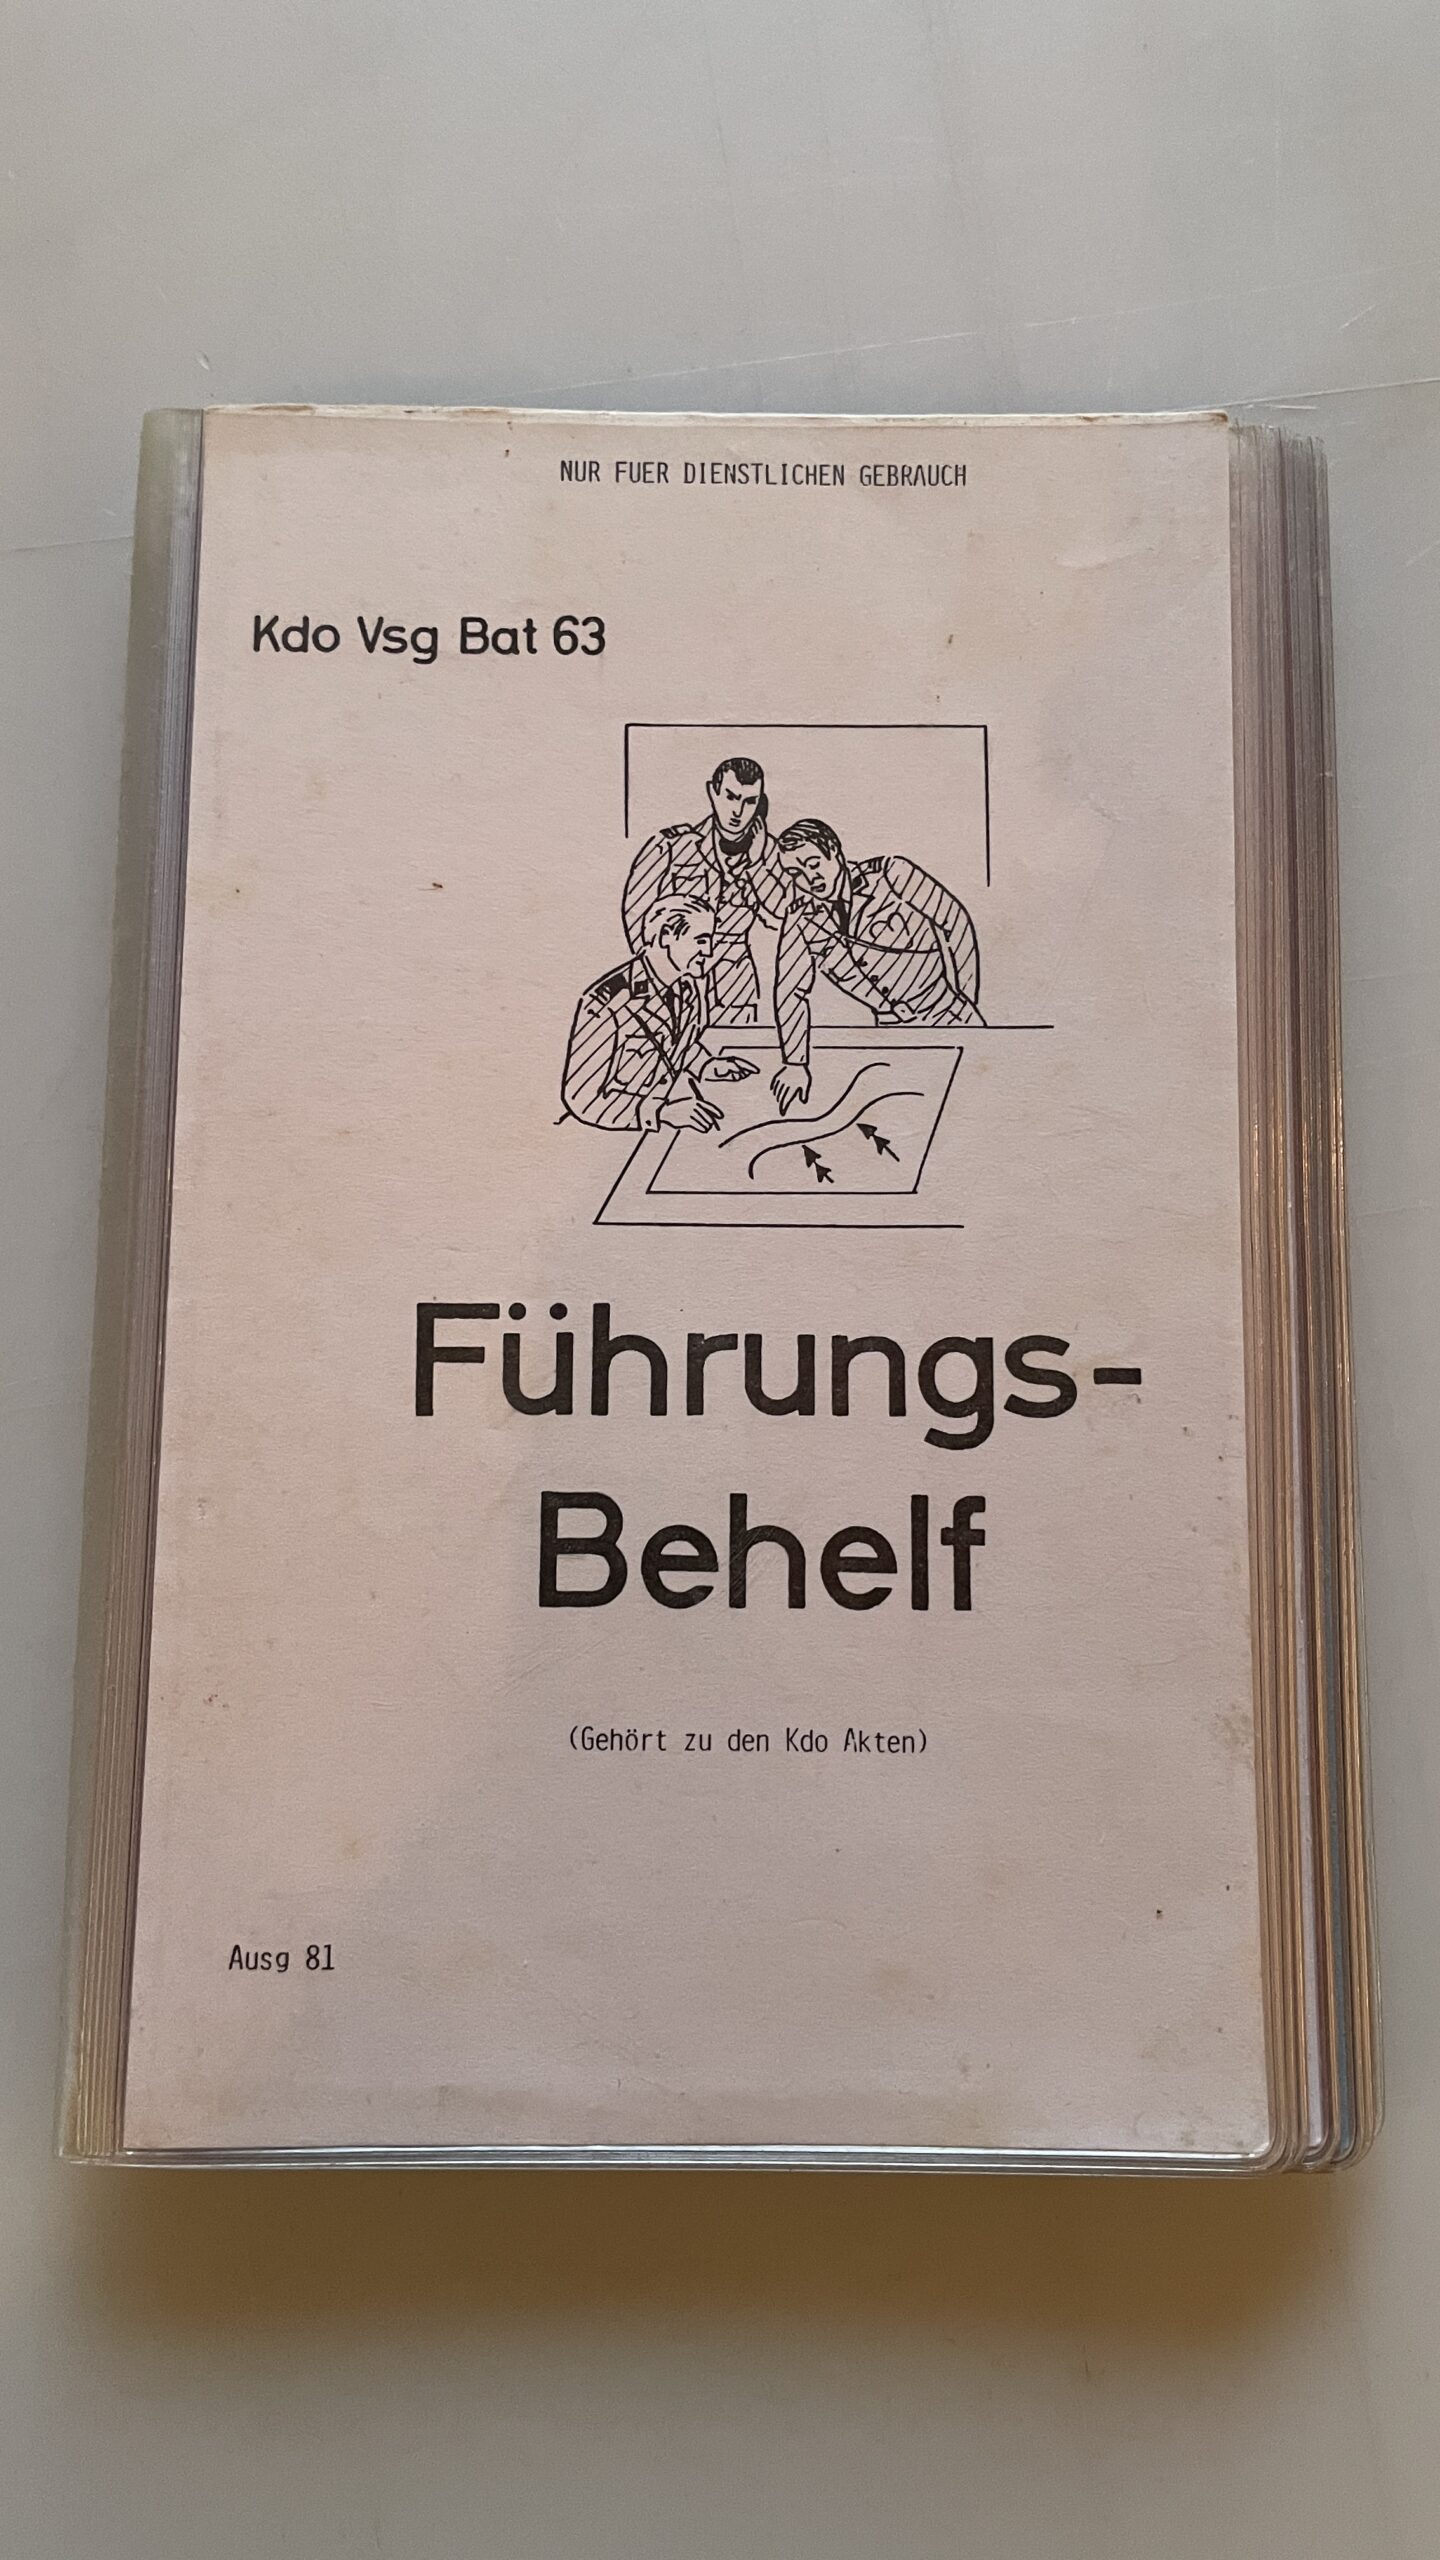 NUR FUER DIENSTLICHEN GEBRAUCH
Kdo Vsg Bat 63
Führungs-
Behelf
(Gehört zu den Kdo Akten)
Ausg 81